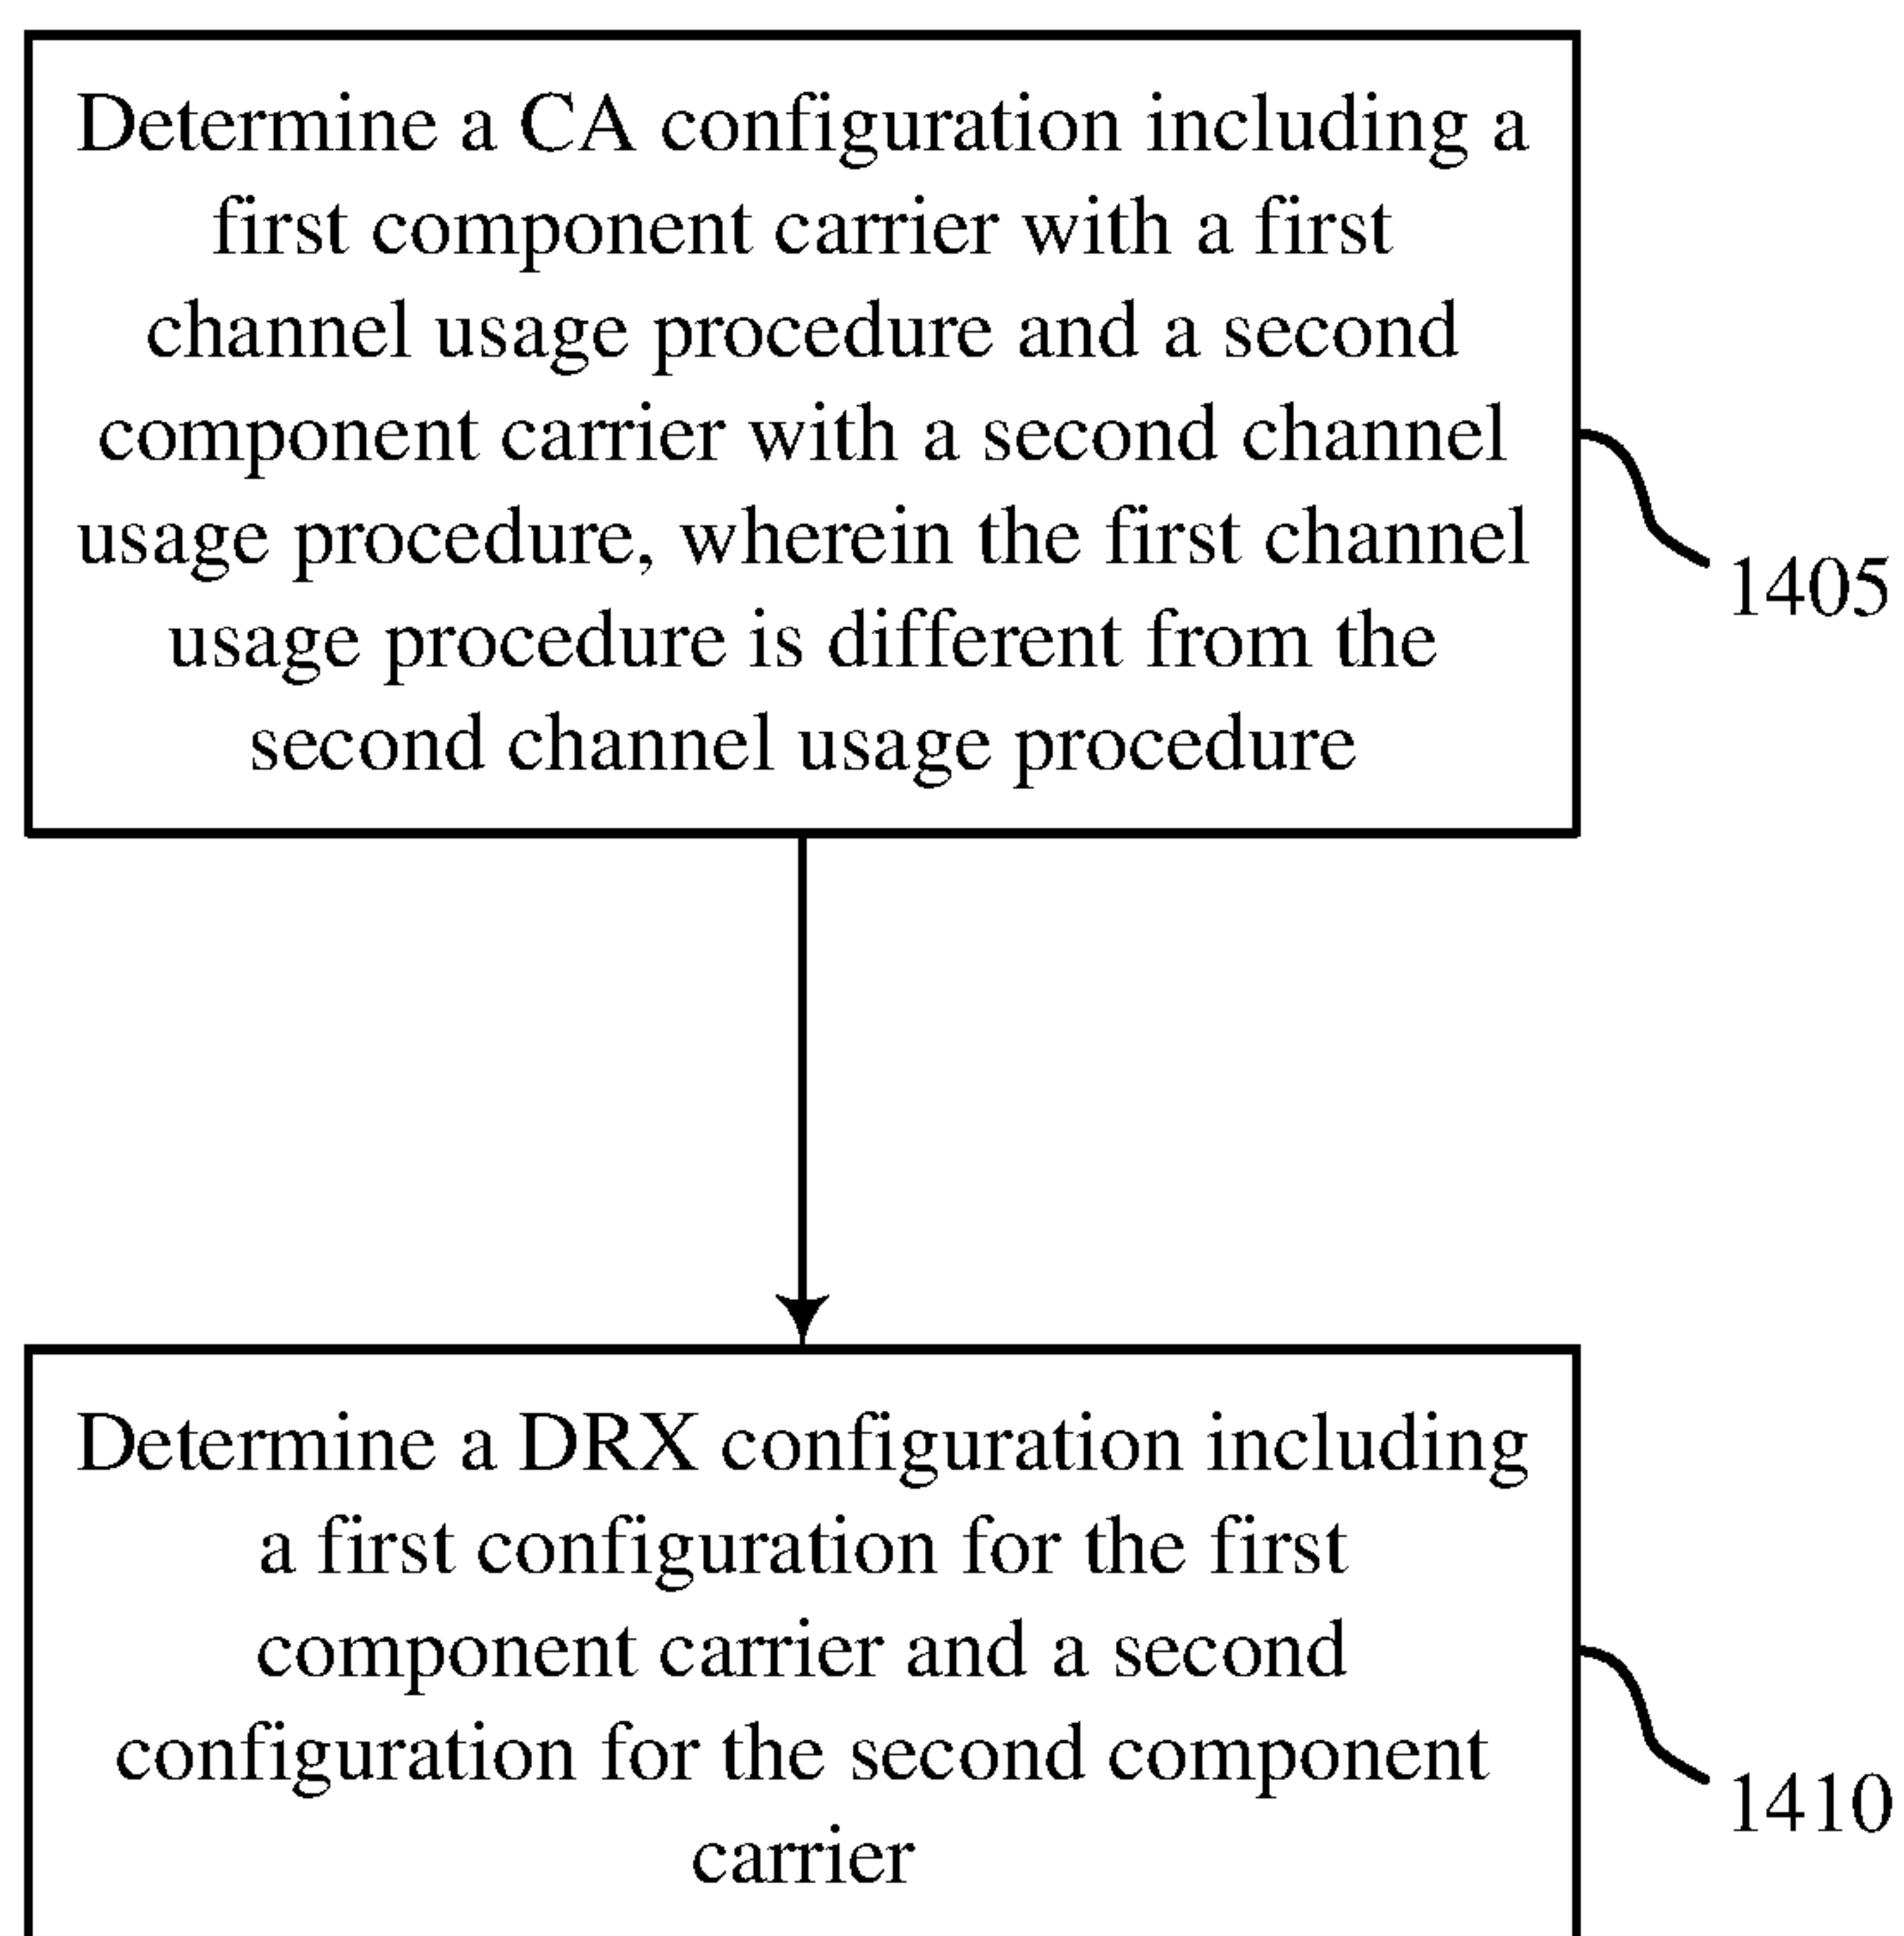 Determine a CA configuration including a
first component carrier with a first
channel usage procedure and a second
component carrier with a second channel
usage procedure, wherein the first channel
usage procedure is different from the
second channel usage procedure
1405
Determine a DRX configuration including
a first configuration for the first
component carrier and a second
configuration for the second component
carrier
1410